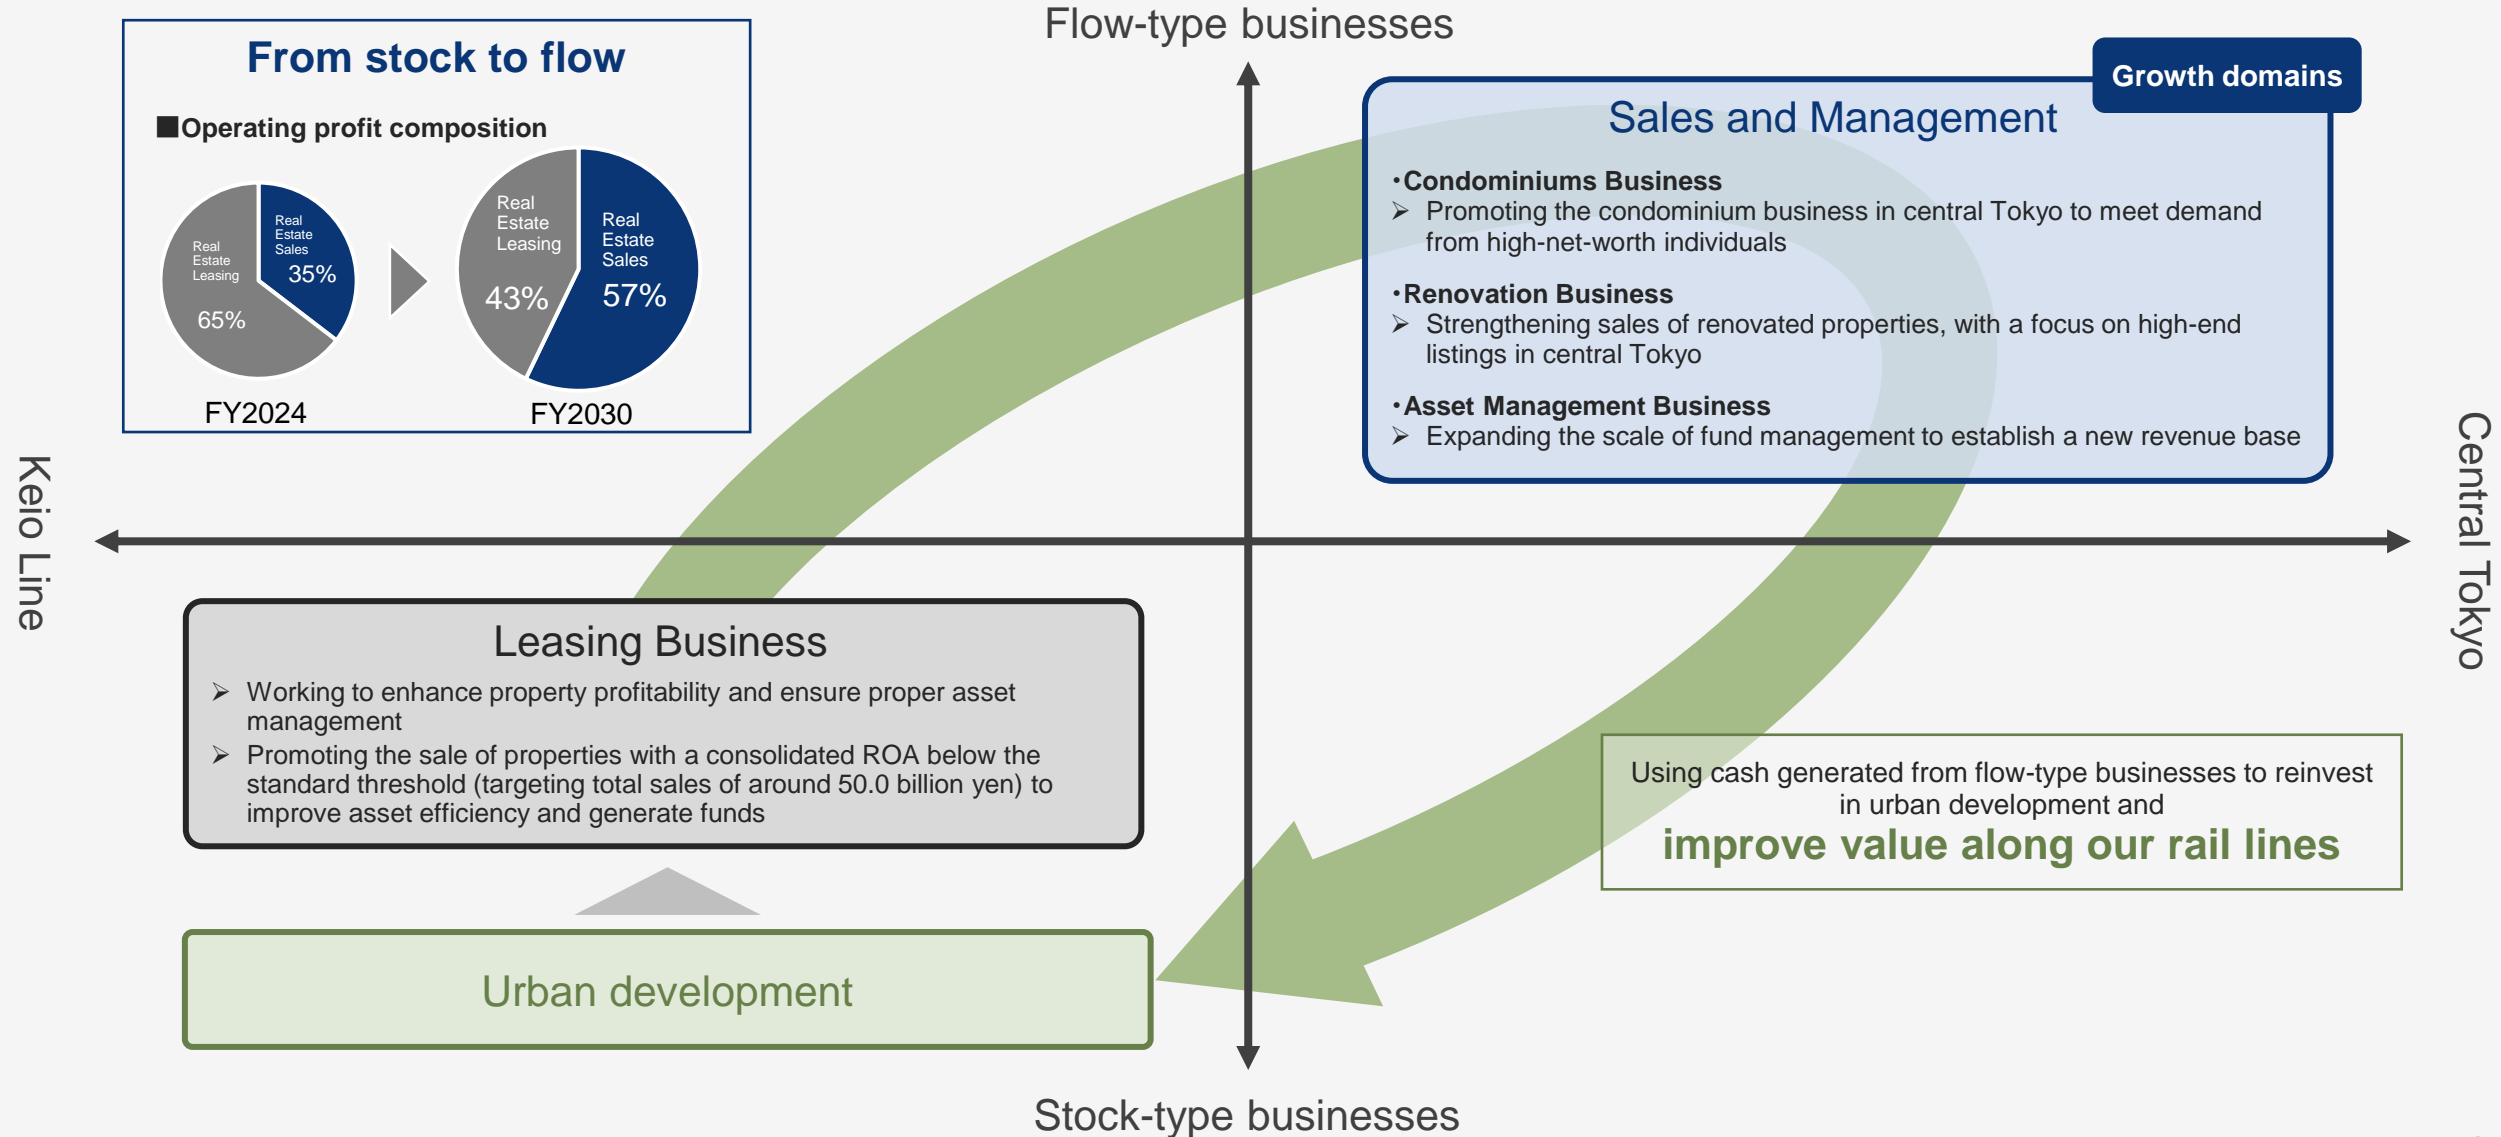 Flow-type businesses
From stock to flow
■Operating profit composition
Real
Estate
Leasing
65%
Real
Estate
Sales
35%
FY2024
Real
Estate
Leasing
43%
Real
Estate
Sales
57%
FY2030
Growth domains
Sales and Management
・Condominiums Business
➢ Promoting the condominium business in central Tokyo to meet demand
from high-net-worth individuals
・Renovation Business
➢ Strengthening sales of renovated properties, with a focus on high-end
listings in central Tokyo
・Asset Management Business
➢ Expanding the scale of fund management to establish a new revenue base
Keio Line
Central Tokyo
Leasing Business
➢ Working to enhance property profitability and ensure proper asset
management
➢ Promoting the sale of properties with a consolidated ROA below the
standard threshold (targeting total sales of around 50.0 billion yen) to
improve asset efficiency and generate funds
Using cash generated from flow-type businesses to reinvest
in urban development and
improve value along our rail lines
Urban development
Stock-type businesses